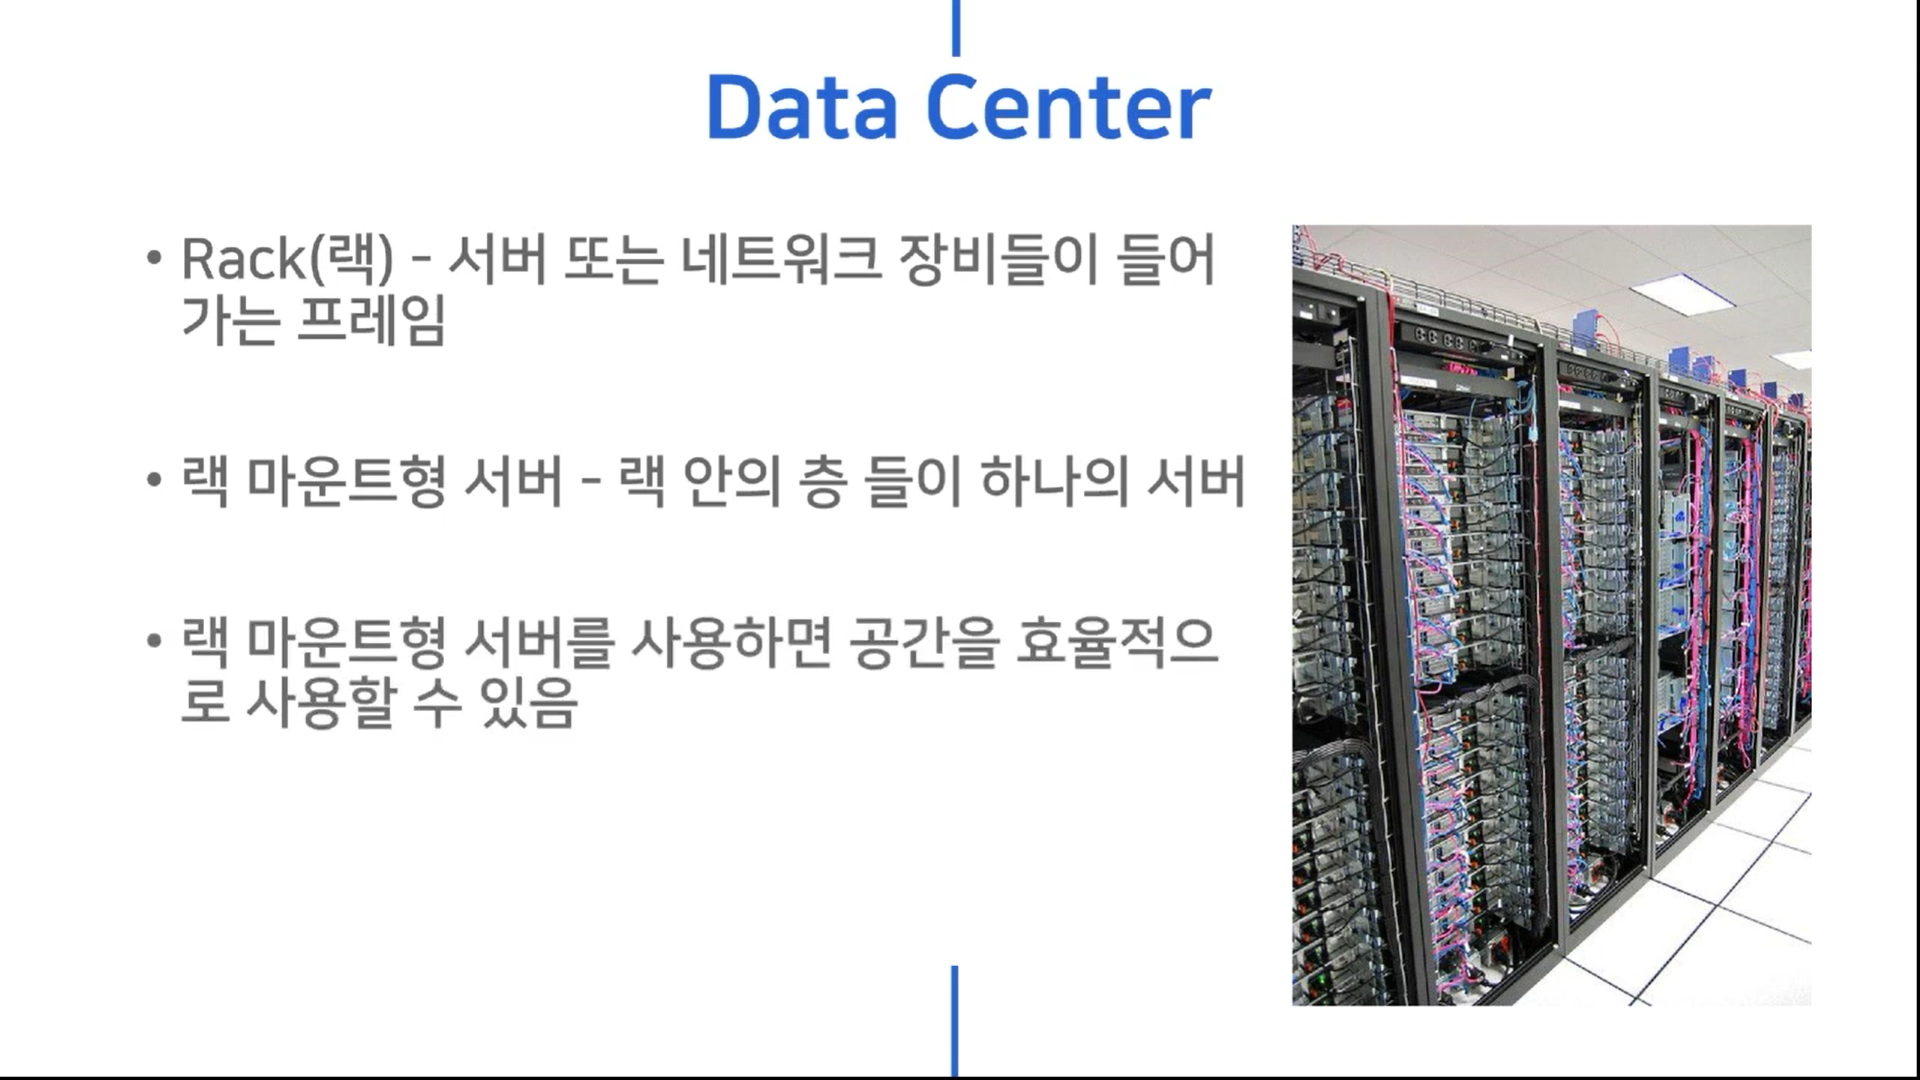 Data Center
• Rack(랙) - 서버 또는 네트워크 장비들이 들어
가는 프레임
• 랙 마운트형 서버 - 랙 안의 층 들이 하나의 서버
• 랙 마운트형 서버를 사용하면 공간을 효율적으
로 사용할 수 있음